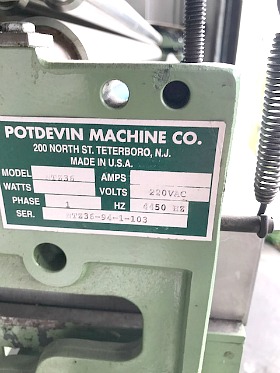 POTDEVIN MACHINE CO.
200 NORTH ST. TETERBORO, N.J.
MADE IN U.S.A.
MODEL AMPS
WATTS VOLTS 220VAC
PHASE 1 HZ
SER.